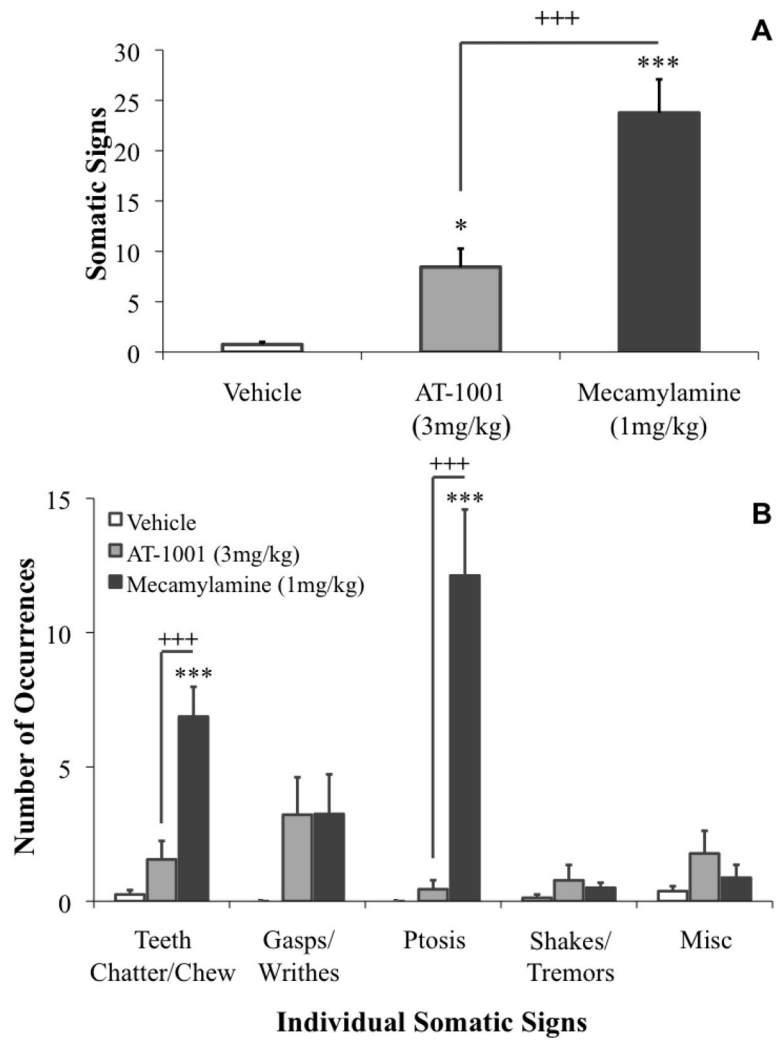 +++
A
30
***
25
20
15
*
10
5
0
Somatic Signs
Vehicle
AT-1001
(3mg/kg)
Mecamylamine
(1mg/kg)
+++
15
***
B
Vehicle
AT-1001 (3mg/kg)
Mecamylamine (1mg/kg)
10
+++
***
5
0
Number of Occurrences
Teeth
Chatter/Chew
Gasps/
Writhes
Ptosis
Shakes/
Tremors
Misc
Individual Somatic Signs